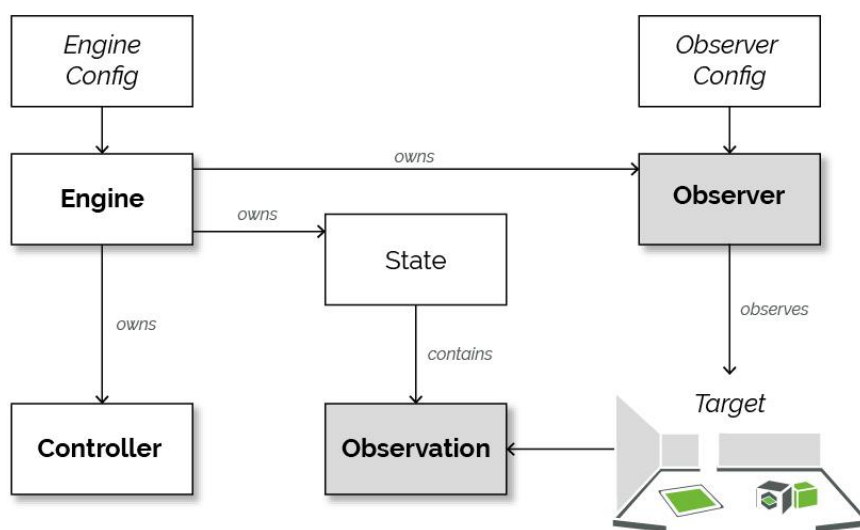 Engine
Config
Observer
Config
owns
Engine
Observer
owns
State
observes
owns
contains
Target
Controller
Observation